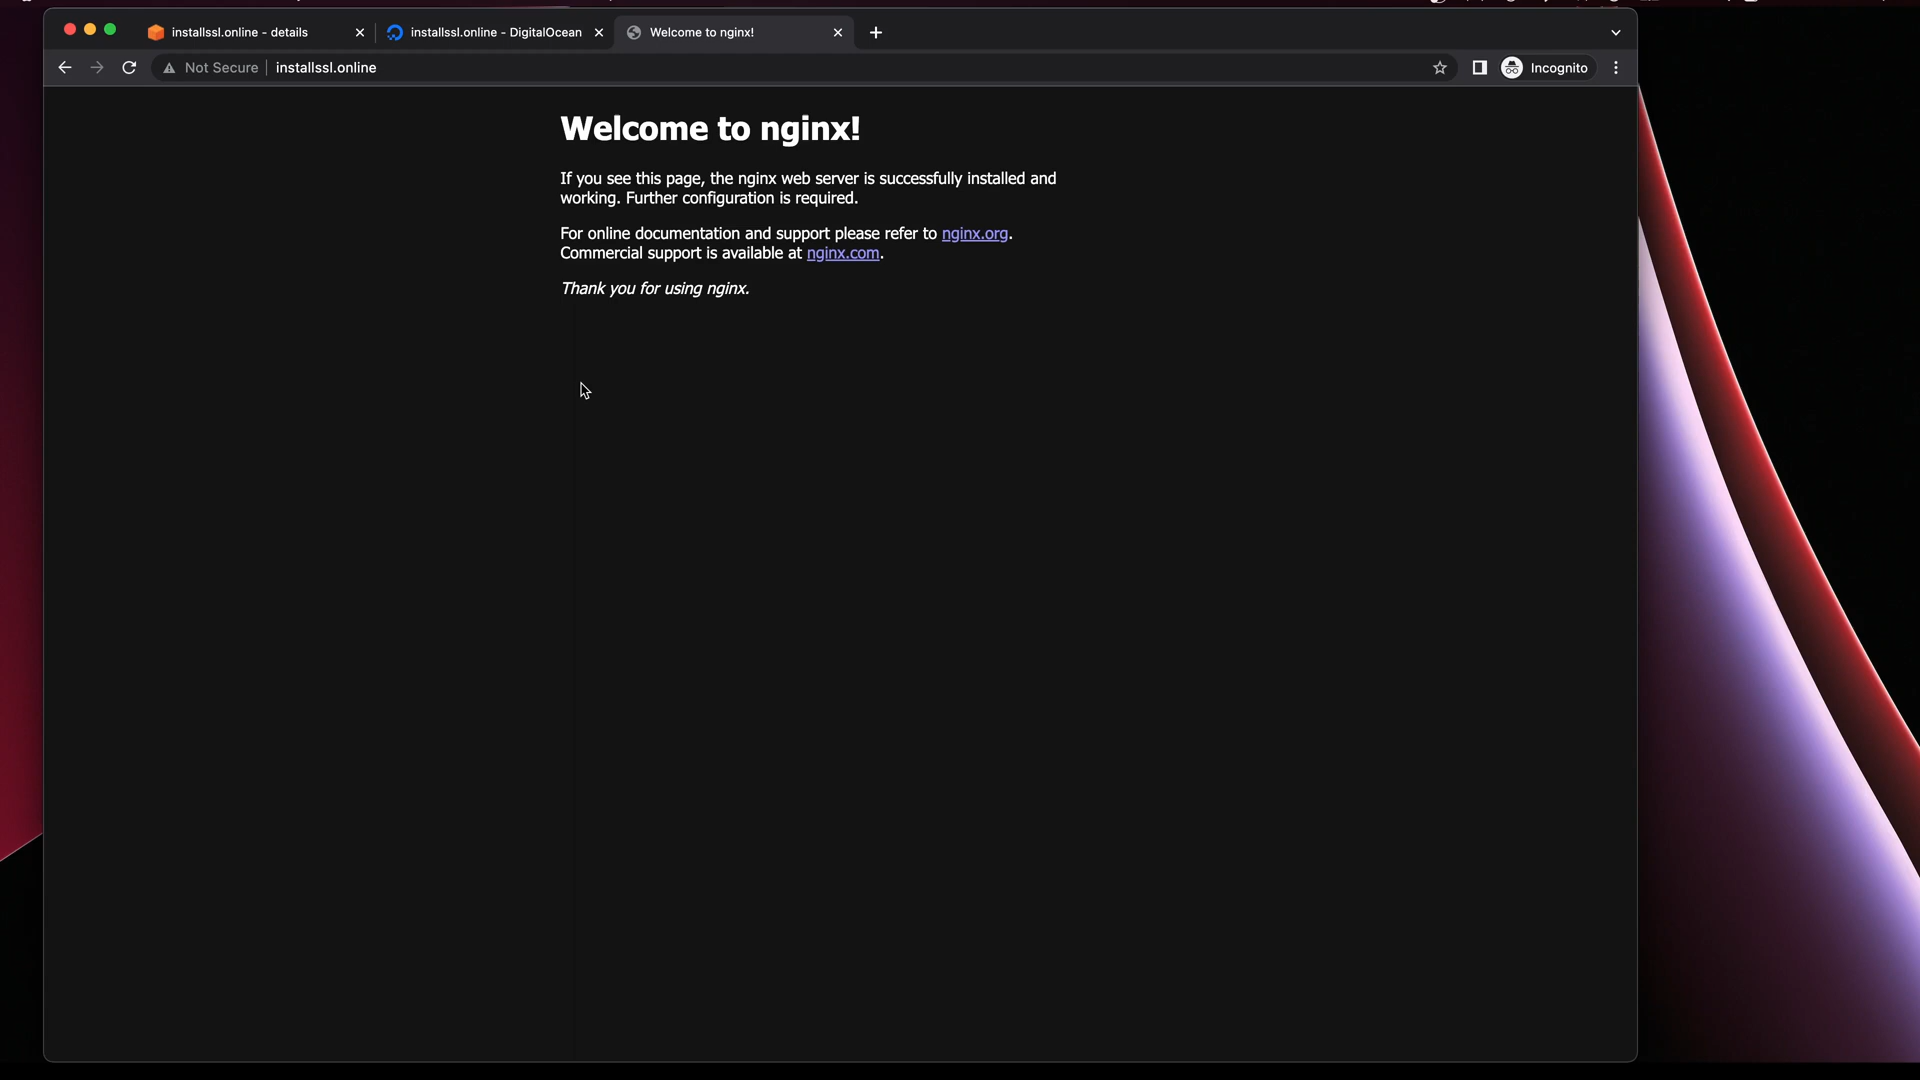 installssl.online - details
installssl.online - DigitalOcean
Welcome to nginx!
Not Secure
installssl.online
Incognito
Welcome to nginx!
If you see this page, the nginx web server is successfully installed and
working. Further configuration is required.
For online documentation and support please refer to nginx.org.
Commercial support is available at nginx.com.
Thank you for using nginx.